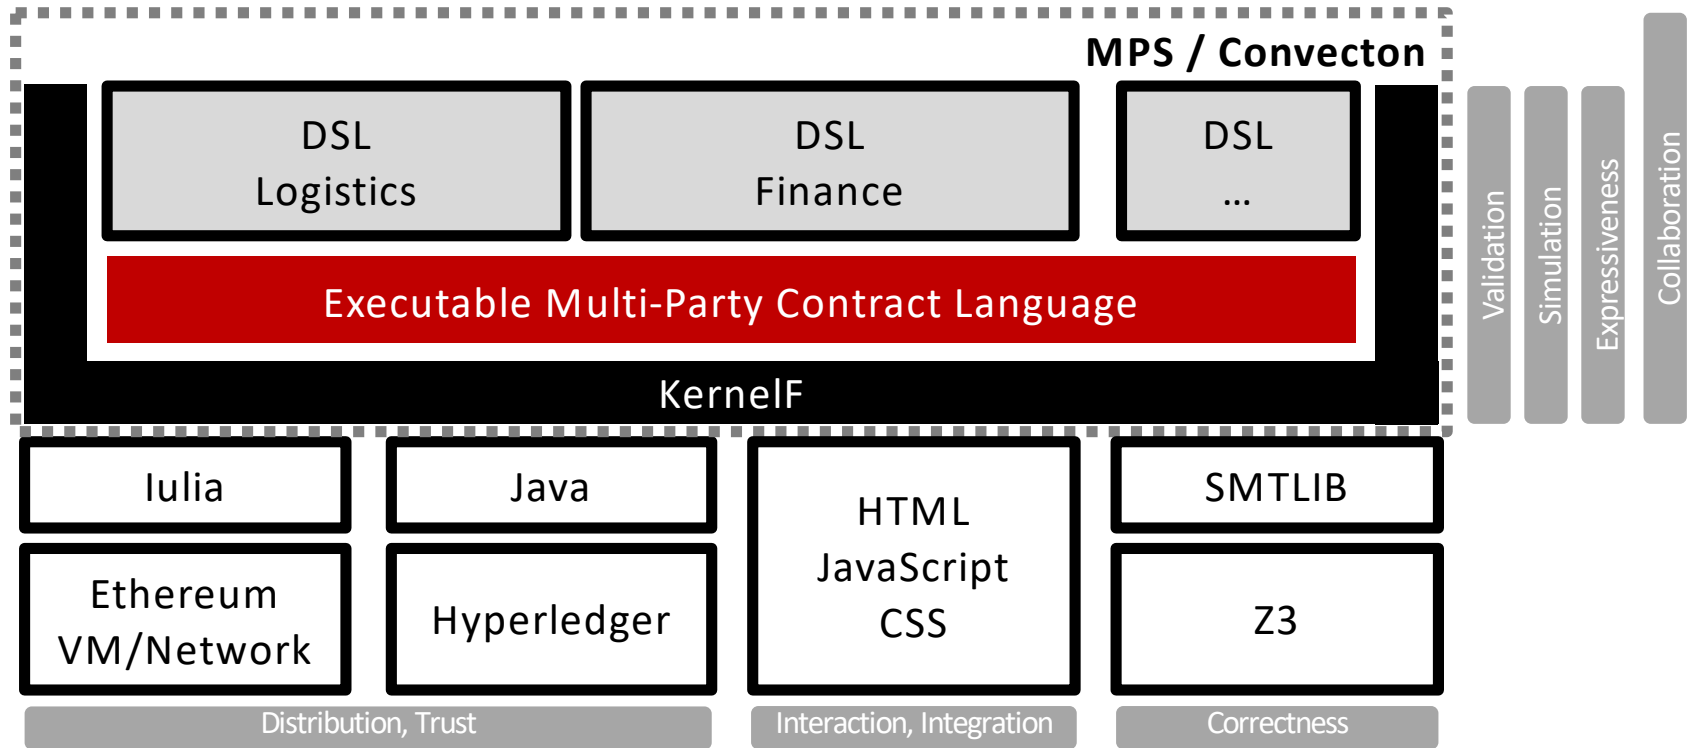 MPS / Convecton
DSL
Logistics
DSL
Finance
DSL
...
Executable Multi-Party Contract Language
KernelF
Validation
Simulation
Expressiveness
Collaboration
Iulia
Java
HTML
JavaScript
CSS
SMTLIB
Ethereum
VM/Network
Hyperledger
Z3
Distribution, Trust
Interaction, Integration
Correctness